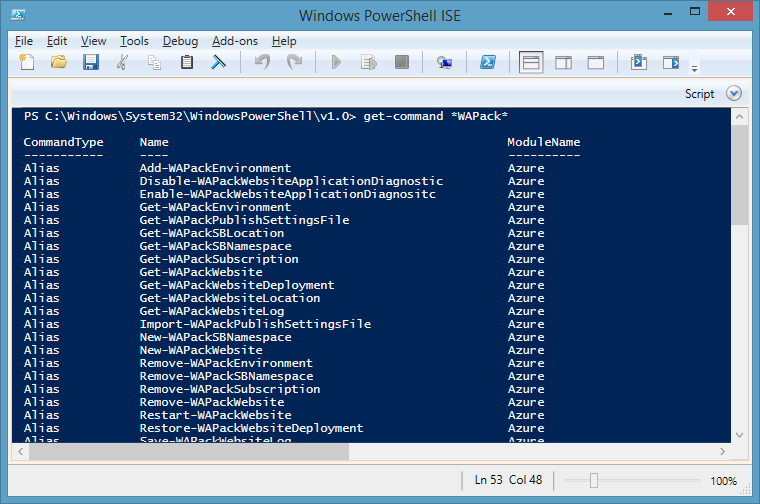 Windows PowerShell ISE
File Edit View Tools Debug Add-ons Help
Script
PS C:\Windows\System32\WindowsPowerShell\v1.0> get-command *WAPack*
CommandType Name ModuleName
----------- ---- ----------
Alias Add-WAPackEnvironment Azure
Alias Disable-WAPackWebsiteApplicationDiagnostic Azure
Alias Enable-WAPackWebsiteApplicationDiagnositc Azure
Alias Get-WAPackEnvironment Azure
Alias Get-WAPackPublishSettingsFile Azure
Alias Get-WAPackSBLocation Azure
Alias Get-WAPackSBNamespace Azure
Alias Get-WAPackSubscription Azure
Alias Get-WAPackWebsite Azure
Alias Get-WAPackWebsiteDeployment Azure
Alias Get-WAPackWebsiteLocation Azure
Alias Get-WAPackWebsiteLog Azure
Alias Import-WAPackPublishSettingsFile Azure
Alias New-WAPackSBNamespace Azure
Alias New-WAPackWebsite Azure
Alias Remove-WAPackEnvironment Azure
Alias Remove-WAPackSBNamespace Azure
Alias Remove-WAPackSubscription Azure
Alias Remove-WAPackWebsite Azure
Alias Restart-WAPackWebsite Azure
Alias Restore-WAPackWebsiteDeployment Azure
Alias Save-WAPackWebsiteLog Azure
Ln 53 Col 48 100%